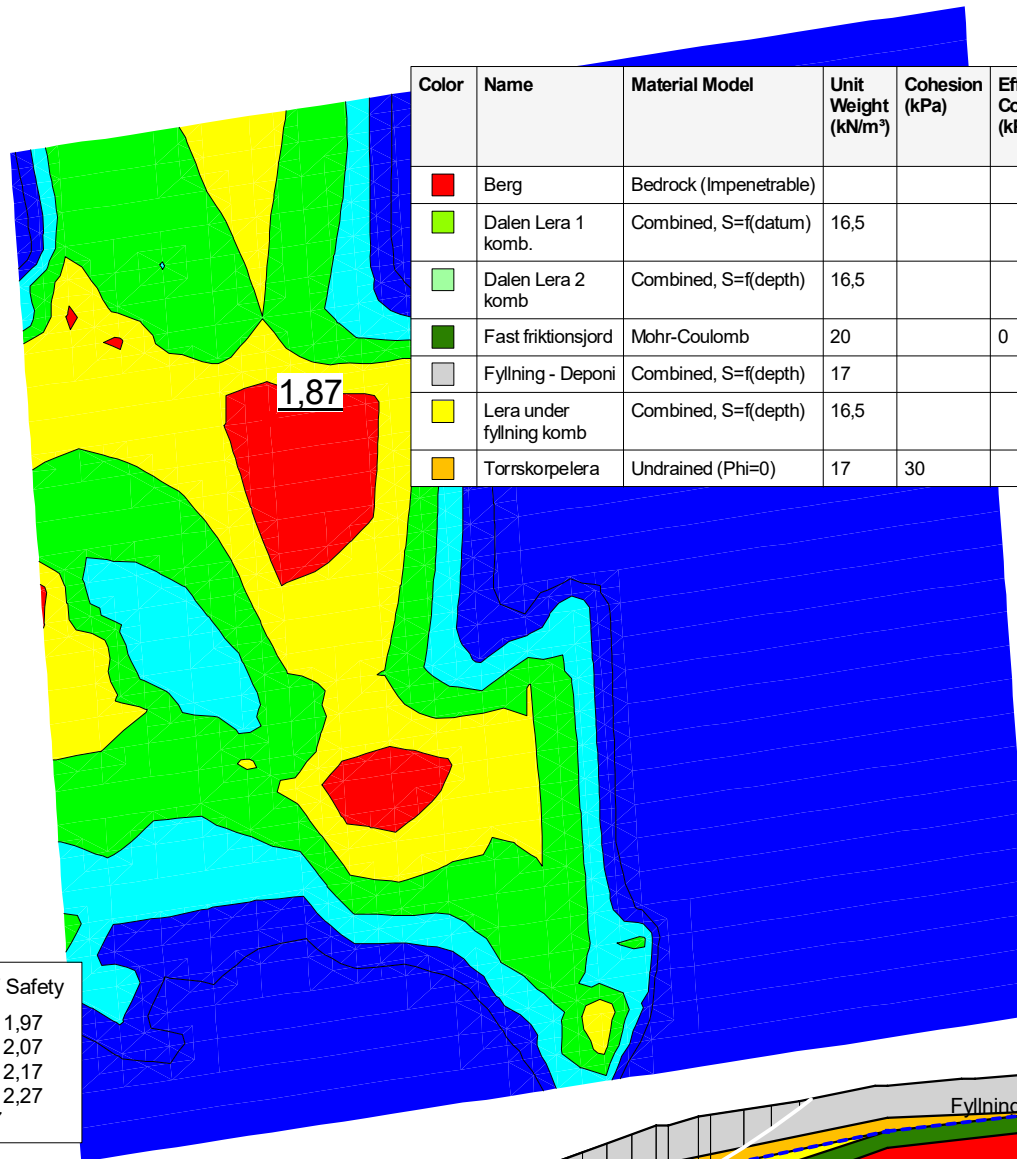 Color Name Material Model Unit Weight (kN/m³) Cohesion (kPa)
Berg Bedrock (Impenetrable)
Dalen Lera 1 komb. Combined, S=f(datum) 16,5
Dalen Lera 2 komb Combined, S=f(depth) 16,5
Fast friktionsjord Mohr-Coulomb 20 0
Fyllning - Deponi Combined, S=f(depth) 17
Lera under fyllning komb Combined, S=f(depth) 16,5
Torrskorpelera Undrained (Phi=0) 17 30
1,87
Safety
1,97
2,07
2,17
2,27
Fyllning